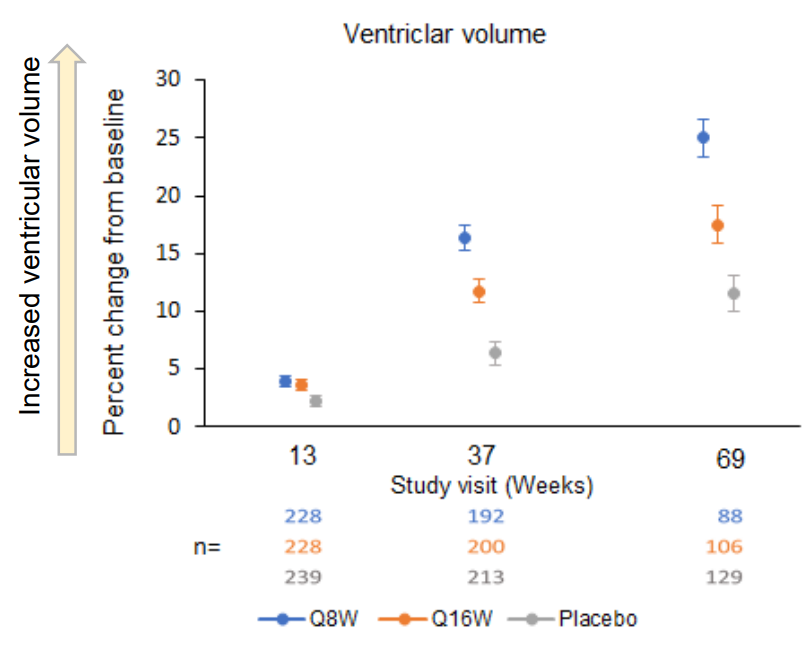 Ventriclar volume
Increased ventricular volume
Percent change from baseline
30
25
20
15
10
5
0
13 37 69
Study visit (Weeks)
228 192 88
n= 228 200 106
239 213 129
Q8W Q16W Placebo